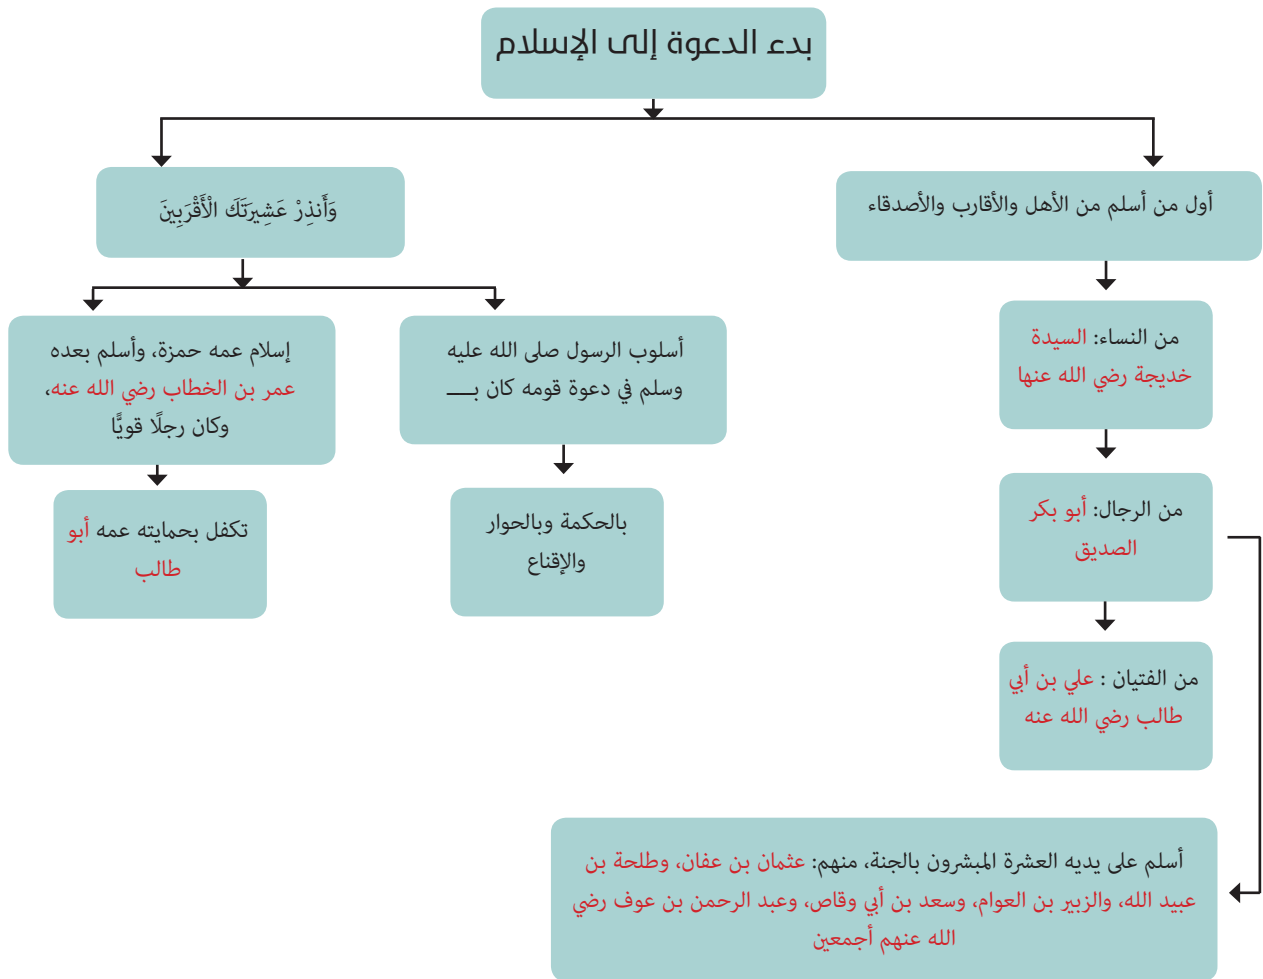 بدء الدعوة إلى الإسلام
أول من أسلم من الأهل والأقارب والأصدقاء
من النساء: السيدة
خديجة رضي الله عنها
من الرجال: أبو بكر
الصديق
من الفتيان : علي بن أبي
طالب رضي الله عنه
أسلم على يديه العشرة المبشرون بالجنة، منهم: عثمان بن عفان، وطلحة بن
عبيد الله، والزبير بن العوام، وسعد بن أبي وقاص، وعبد الرحمن بن عوف رضي
الله عنهم أجمعين
وَأَنذِرْ عَشِيرَتَكَ الْأَقْرَبِينَ
أسلوب الرسول صلى الله عليه
وسلم في دعوة قومه كان بـــــ
بالحكمة وبالحوار
والإقناع
إسلام عمه حمزة، وأسلم بعده
عمر بن الخطاب رضي الله عنه،
وكان رجلًا قويًّا
تكفل بحمايته عمه أبو
طالب